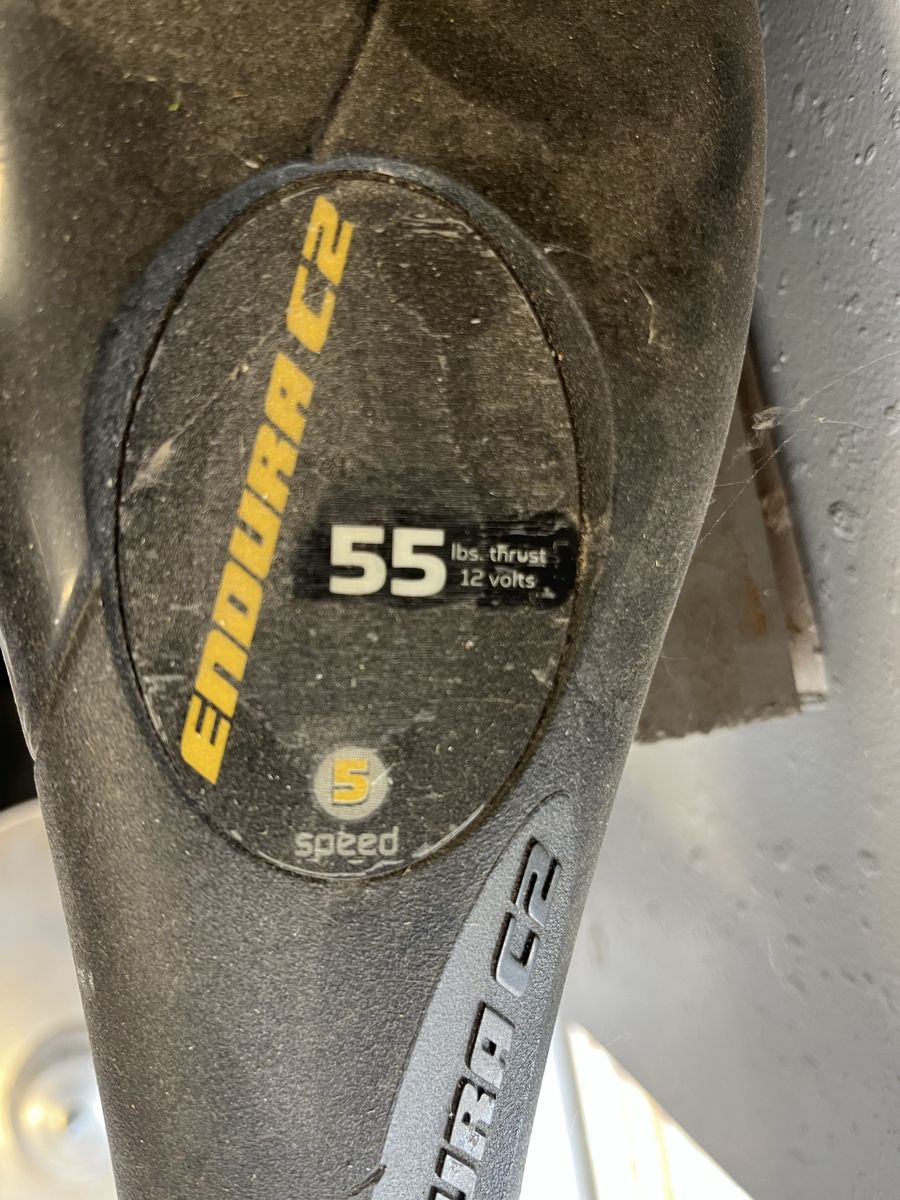 ENDURA C2
55
lbs. thrust
12 volts
5
speed
URA C2